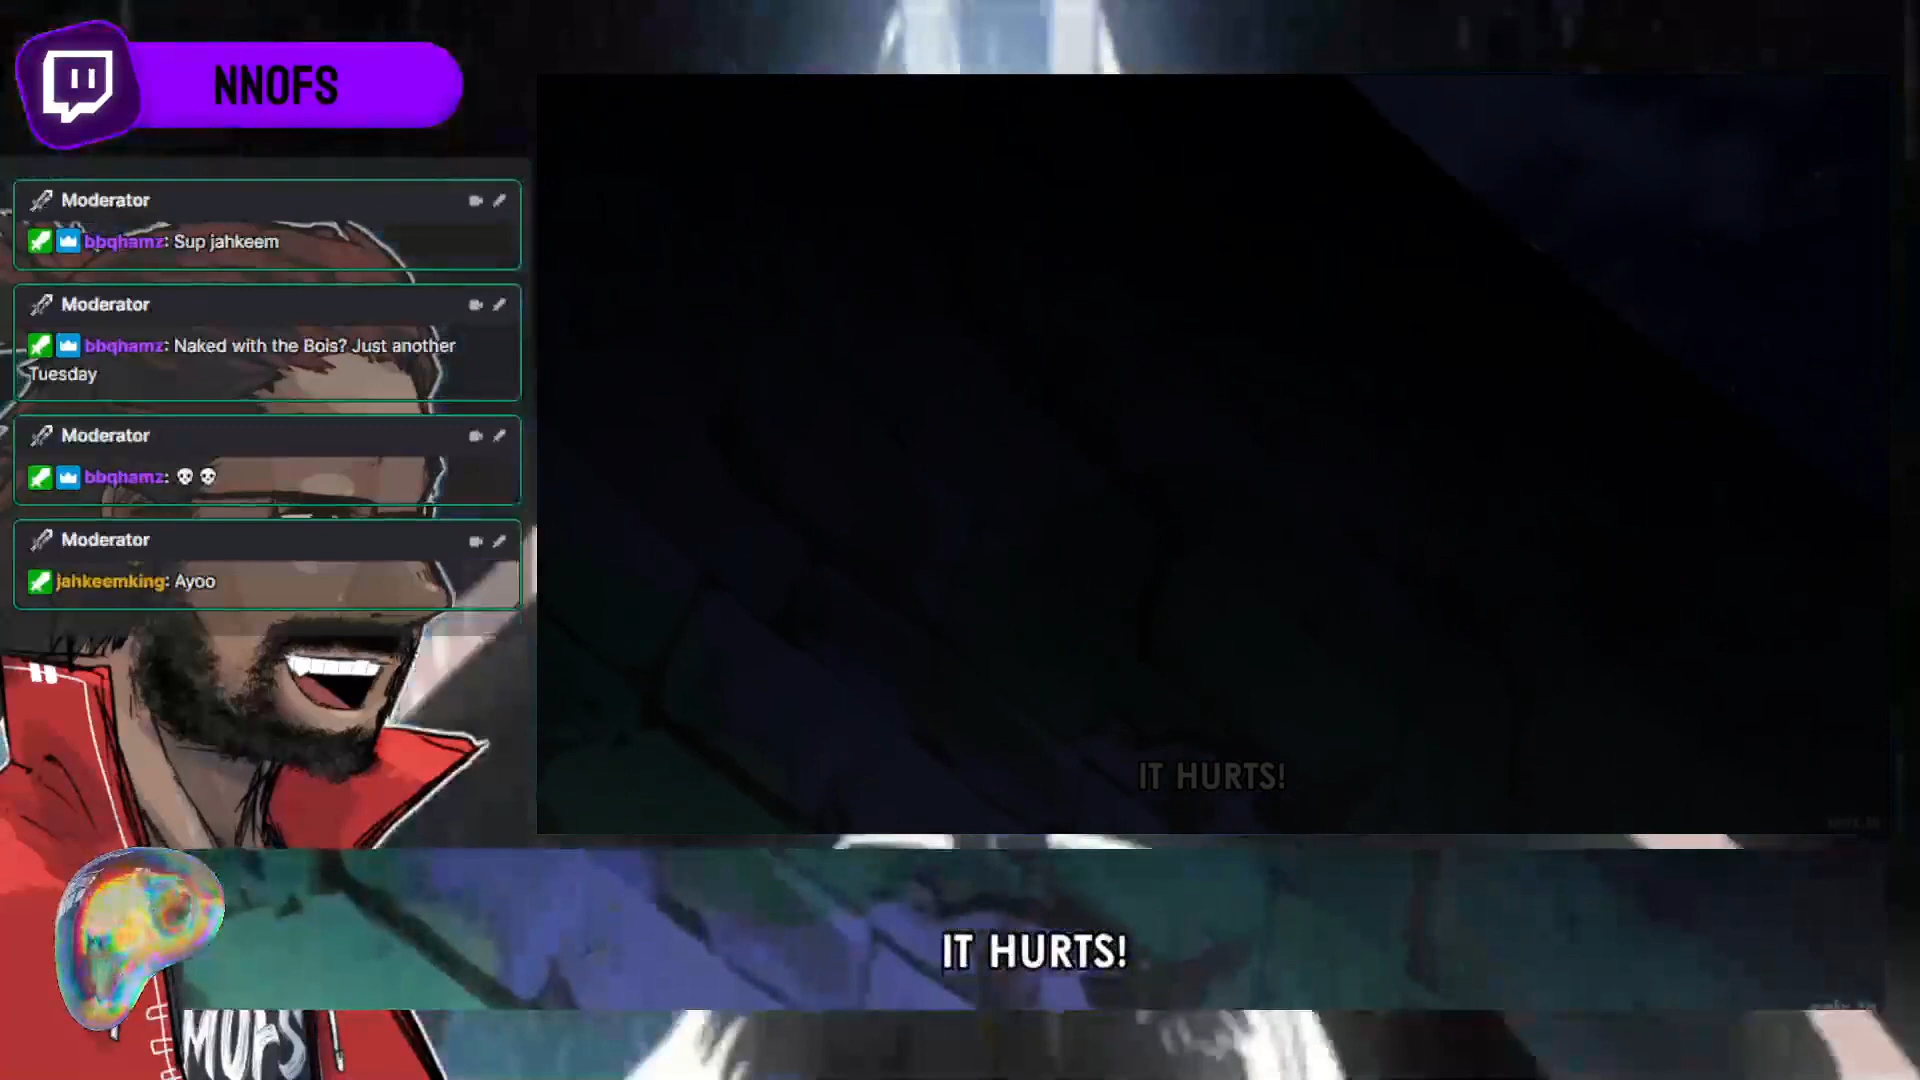 NNOFS
Moderator
bbqhamz: Sup jahkeem
Moderator
bbqhamz: Naked with the Bois? Just another
Tuesday
Moderator
bbqhamz: 💀 💀
Moderator
jahkeemking: Ayoo
IT HURTS!
IT HURTS!
MUFS